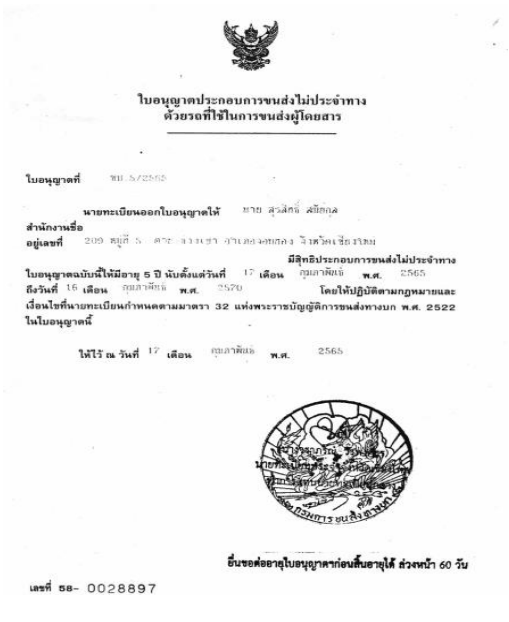 ใบอนุญาตประกอบการขนส่งไม่ประจำทาง
ด้วยรถที่ใช้ในการขนส่งผู้โดยสาร
ใบอนุญาตที่ ชม. 5/2565
นายทะเบียนออกใบอนุญาตให้ นาย สุรสิทธิ์
สำนักงานชื่อ
อยู่เลขที่ 209 หมู่ที่ 5 อำเภอจอมทอง จังหวัดเชียงใหม่
มีสิทธิประกอบการขนส่งไม่ประจำทาง
ใบอนุญาตฉบับนี้ให้มีอายุ 5 ปี นับตั้งแต่วันที่ 17 เดือน กุมภาพันธ์ พ.ศ. 2565
ถึงวันที่ 16 เดือน กุมภาพันธ์ พ.ศ. 2570 โดยให้ปฏิบัติตามกฎหมายและ
เงื่อนไขที่นายทะเบียนกำหนดตามมาตรา 32 แห่งพระราชบัญญัติการขนส่งทางบก พ.ศ. 2522
ในใบอนุญาตนี้
ให้ไว้ ณ วันที่ 17 เดือน กุมภาพันธ์ พ.ศ. 2565
กรมการขนส่งทางบก
ยื่นขอต่ออายุใบอนุญาตฯก่อนสิ้นอายุได้ ล่วงหน้า 60 วัน
เลขที่ 58- 0028897